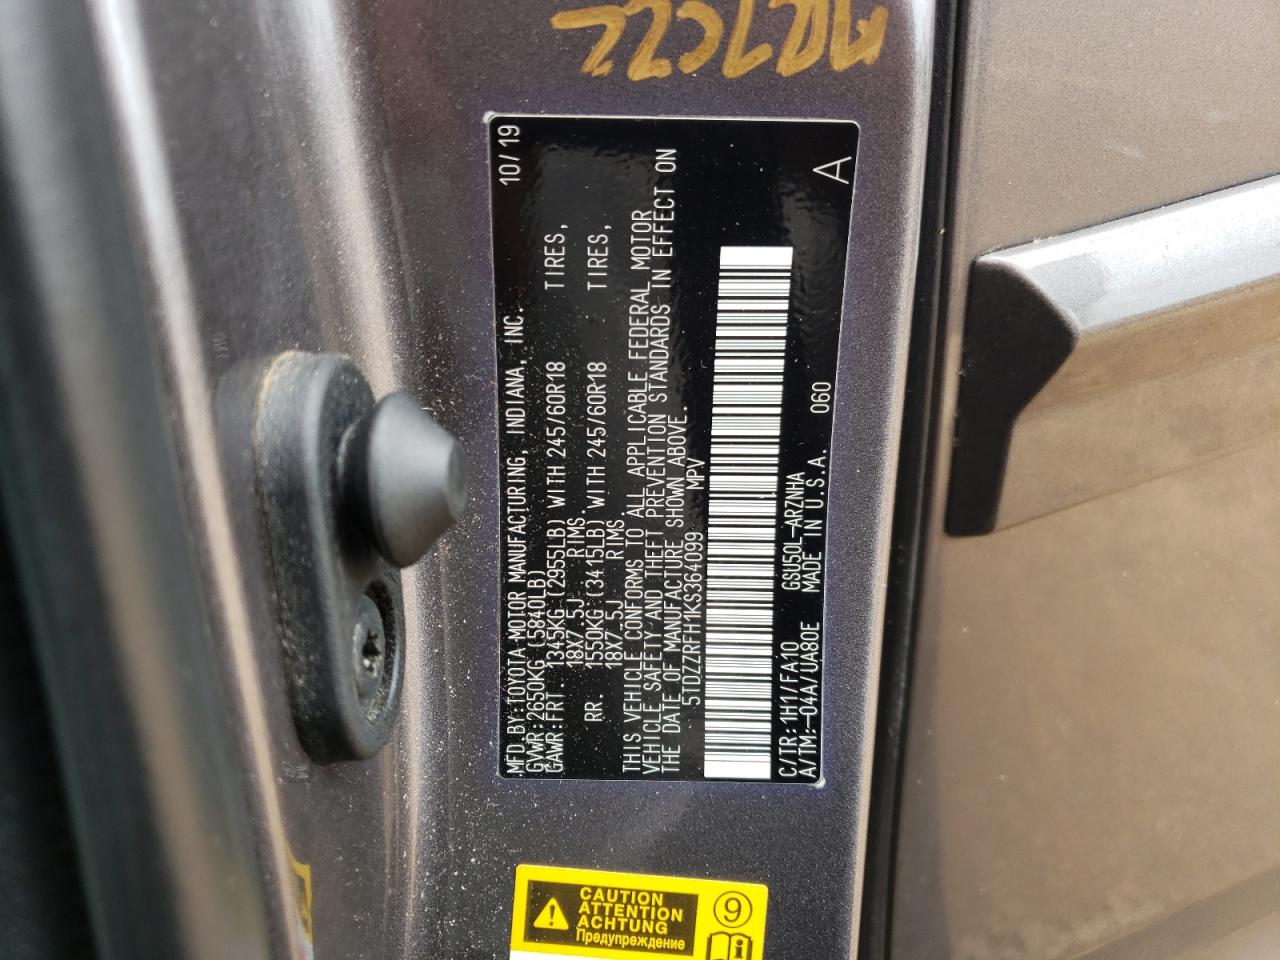 10/19
MFD.BY:TOYOTA MOTOR MANUFACTURING, INDIANA, INC.
GVWR:2650KG (5840LB)
GAWR:FRT. 1345KG (2955LB) WITH 245/60R18 TIRES,
18X7.5J RIMS.
RR. 1550KG (3415LB) WITH 245/60R18 TIRES,
18X7.5J RIMS
THIS VEHICLE CONFORMS TO ALL APPLICABLE FEDERAL MOTOR
VEHICLE SAFETY AND THEFT PREVENTION STANDARDS IN EFFECT ON
THE DATE OF MANUFACTURE SHOWN ABOVE.
5TDZZRFH1KS364099 MPV
C/TR:1H1/FA10 GSU50L-ARZNHA
A/TM:-04A/UA80E MADE IN U.S.A. 060
A
CAUTION
ATTENTION
ACHTUNG
Предупреждение
9
i